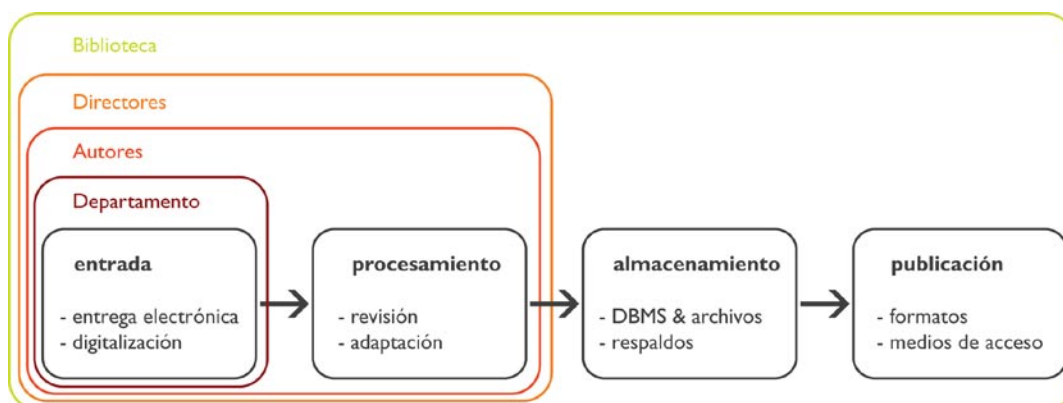 Biblioteca
Directores
Autores
Departamento
entrada
- entrega electrónica
- digitalización
procesamiento
- revisión
- adaptación
almacenamiento
- DBMS & archivos
- respaldos
publicación
- formatos
- medios de acceso